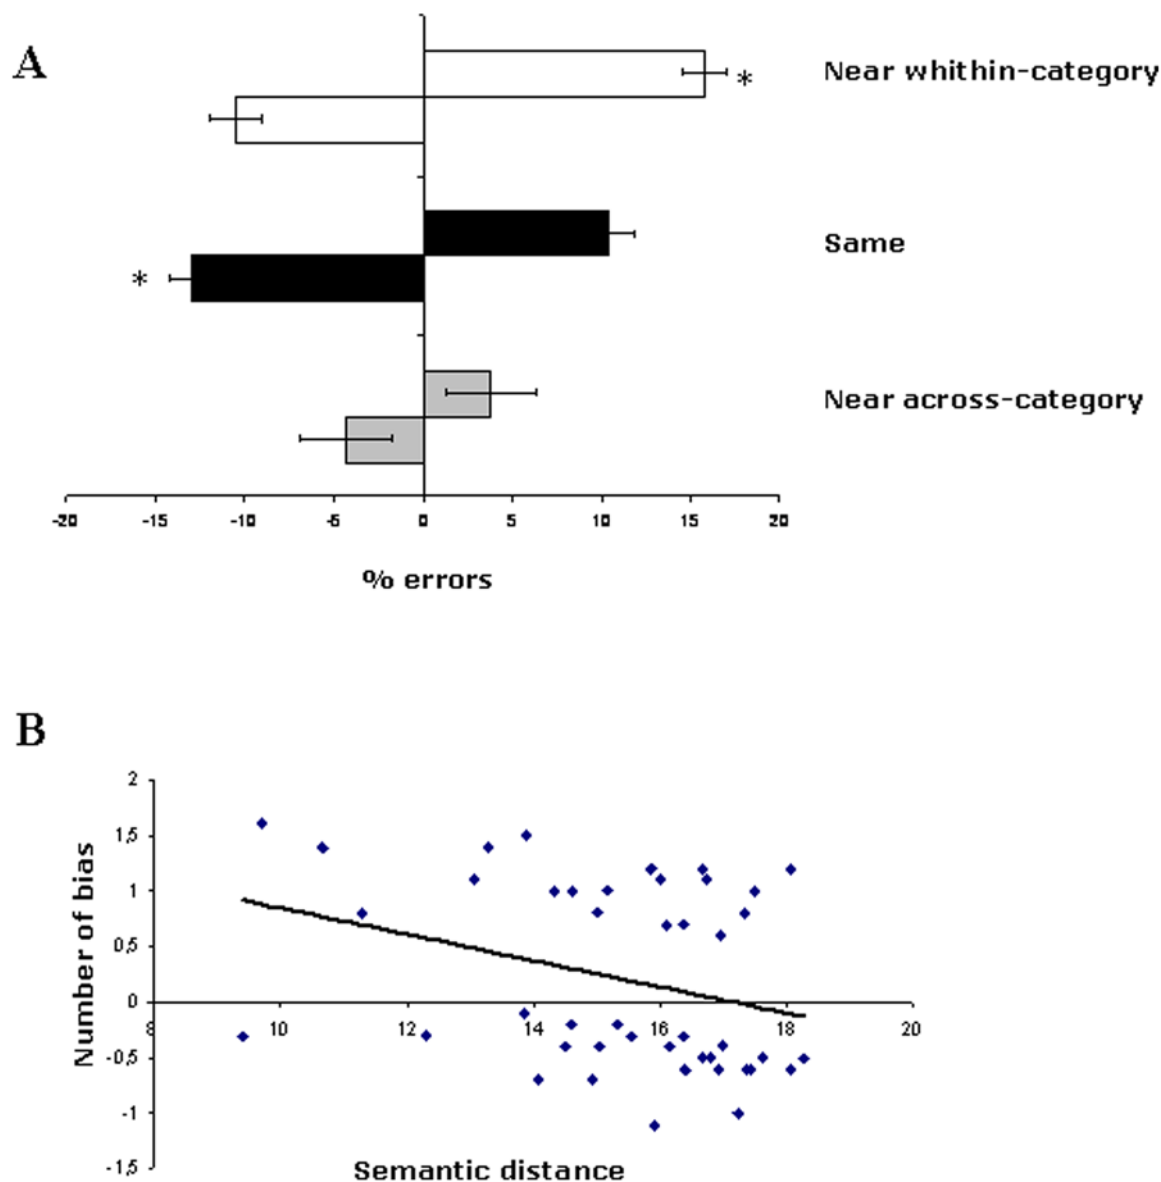 A
Near whithin-category
*
Same
*
Near across-category
-20 -15 -10 -5 0 5 10 15 20
% errors
B
2
1,5
1
0,5
0
8 10 12 14 16 18 20
-0,5
-1
-1,5
Number of bias
Semantic distance